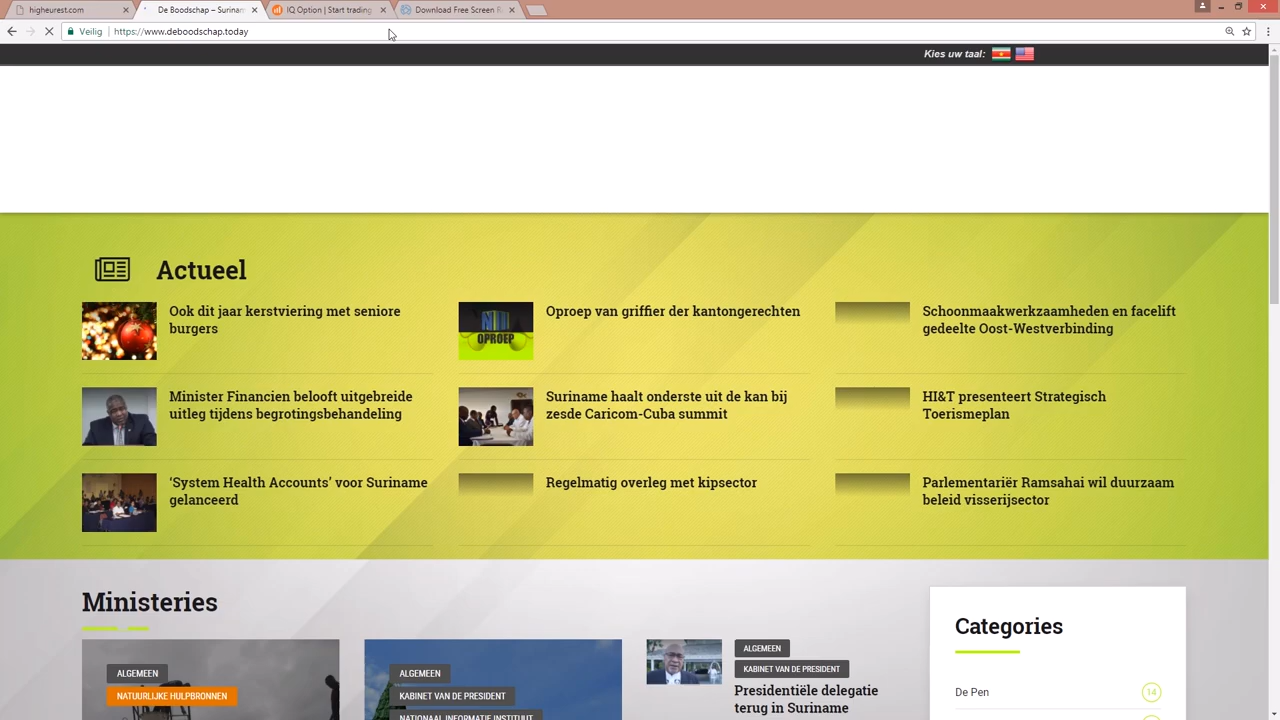 higheurest.com
De Boodschap – Surinam
IQ Option | Start trading
Download Free Screen R
Veilig
https://www.deboodschap.today
Kies uw taal:
Actueel
Ook dit jaar kerstviering met seniore
burgers
Oproep van griffier der kantongerechten
OPROEP
Schoonmaakwerkzaamheden en facelift
gedeelte Oost-Westverbinding
Minister Financien belooft uitgebreide
uitleg tijdens begrotingsbehandeling
Suriname haalt onderste uit de kan bij
zesde Caricom-Cuba summit
HI&T presenteert Strategisch
Toerismeplan
‘System Health Accounts’ voor Suriname
gelanceerd
Regelmatig overleg met kipsector
Parlementariër Ramsahai wil duurzaam
beleid visserijsector
Ministeries
ALGEMEEN
NATUURLIJKE HULPBRONNEN
ALGEMEEN
KABINET VAN DE PRESIDENT
NATIONAAL INFORMATIE INSTITUUT
ALGEMEEN
KABINET VAN DE PRESIDENT
Presidentiële delegatie
terug in Suriname
Categories
De Pen
14